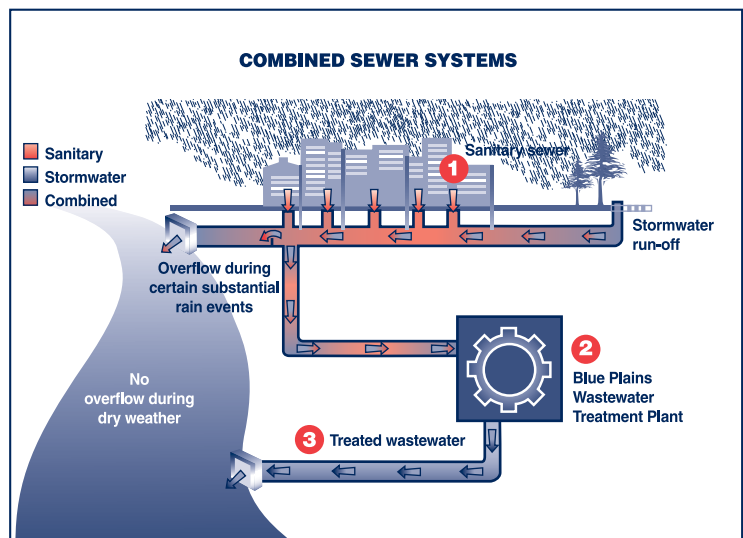 COMBINED SEWER SYSTEMS
Sanitary
Stormwater
Combined
1
Sanitary sewer
Stormwater
run-off
Overflow during
certain substantial
rain events
2
Blue Plains
Wastewater
Treatment Plant
No
overflow during
dry weather
3 Treated wastewater